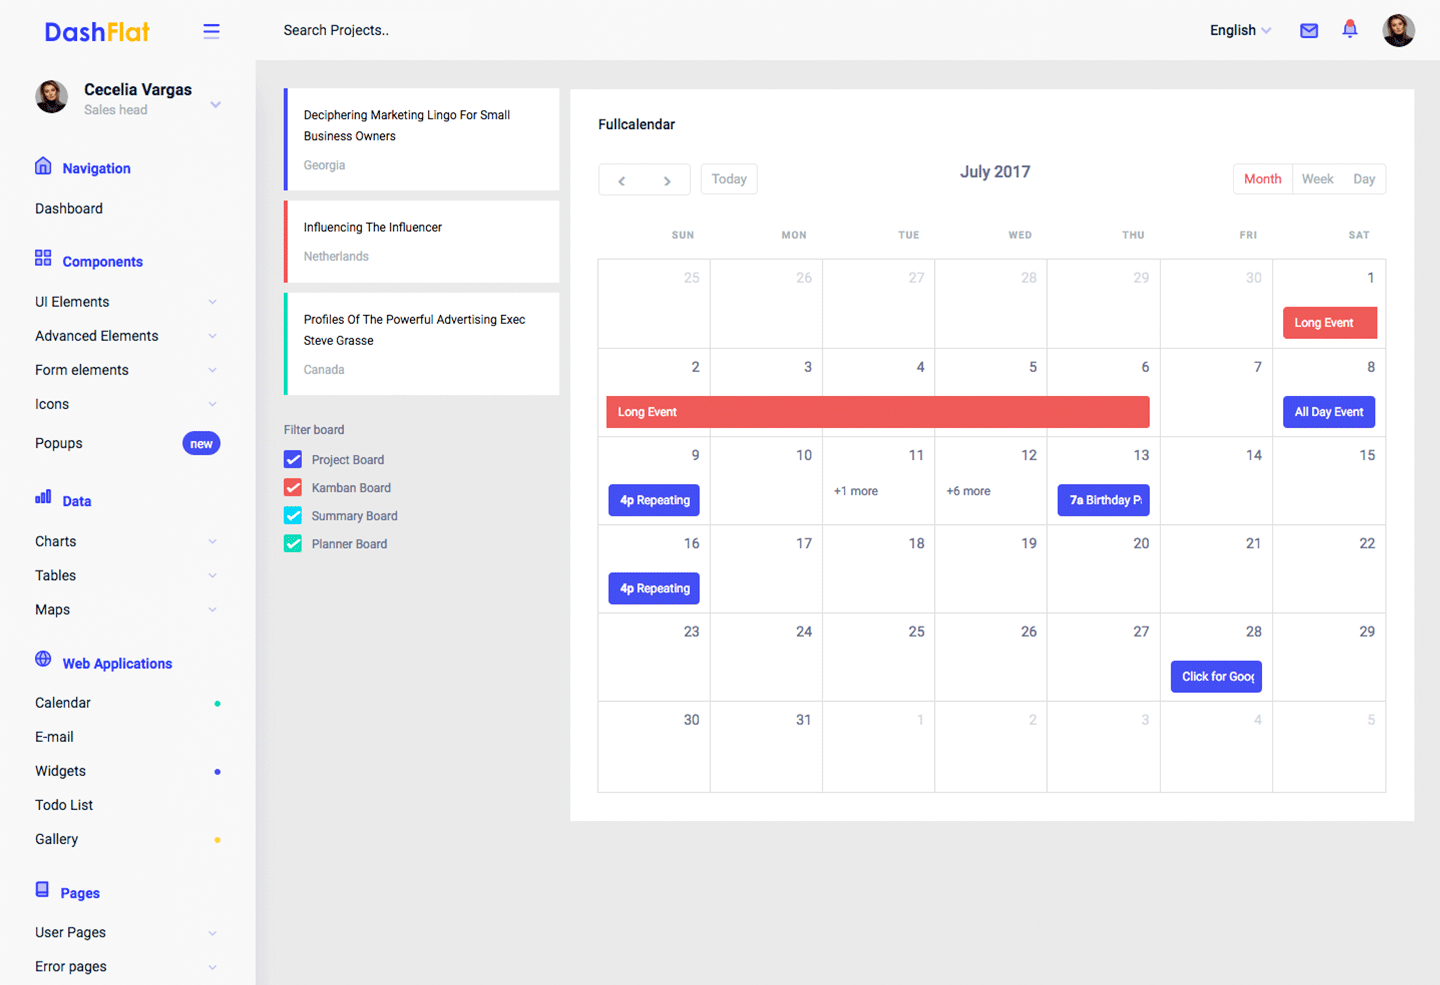 DashFlat
Search Projects..
English
Cecelia Vargas
Sales head
Navigation
Dashboard
Components
UI Elements
Advanced Elements
Form elements
Icons
Popups new
Data
Charts
Tables
Maps
Web Applications
Calendar
E-mail
Widgets
Todo List
Gallery
Pages
User Pages
Error pages
Deciphering Marketing Lingo For Small
Business Owners
Georgia
Influencing The Influencer
Netherlands
Profiles Of The Powerful Advertising Exec
Steve Grasse
Canada
Filter board
Project Board
Kamban Board
Summary Board
Planner Board
Fullcalendar
Today
July 2017
Month Week Day
SUN MON TUE WED THU FRI SAT
25 26 27 28 29 30 1
Long Event
2 3 4 5 6 7 8
Long Event All Day Event
9 10 11 12 13 14 15
+1 more +6 more
4p Repeating 7a Birthday P
16 17 18 19 20 21 22
4p Repeating
23 24 25 26 27 28 29
Click for Goog
30 31 1 2 3 4 5